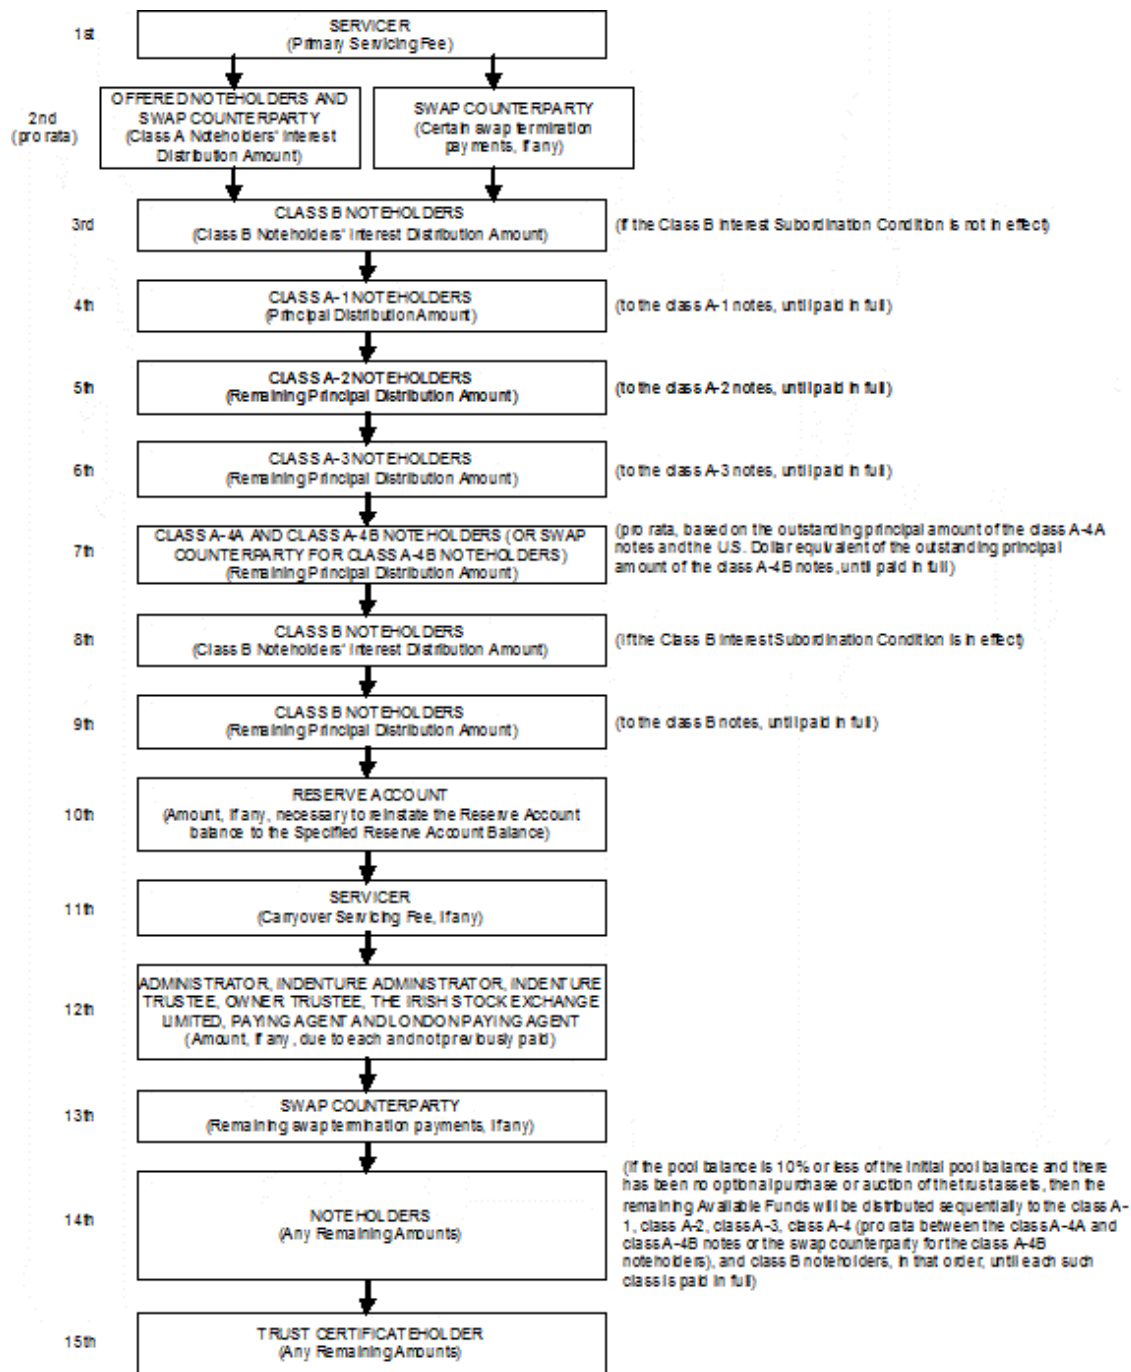 1st
SERVICER
(Primary Servicing Fee)
2nd
(pro rata)
OFFERED NOTEHOLDERS AND
SWAP COUNTERPARTY
(Class A Noteholders' Interest
Distribution Amount)
SWAP COUNTERPARTY
(Certain swap termination
payments, if any)
3rd
CLASS B NOTEHOLDERS
(Class B Noteholders' Interest Distribution Amount)
(if the Class B Interest Subordination Condition is not in effect)
4th
CLASS A-1 NOTEHOLDERS
(Principal Distribution Amount)
(to the class A-1 notes, until paid in full)
5th
CLASS A-2 NOTEHOLDERS
(Remaining Principal Distribution Amount)
(to the class A-2 notes, until paid in full)
6th
CLASS A-3 NOTEHOLDERS
(Remaining Principal Distribution Amount)
(to the class A-3 notes, until paid in full)
7th
CLASS A-4A AND CLASS A-4B NOTEHOLDERS (OR SWAP
COUNTERPARTY FOR CLASS A-4B NOTEHOLDERS)
(Remaining Principal Distribution Amount)
(pro rata, based on the outstanding principal amount of the class A-4A
notes and the U.S. Dollar equivalent of the outstanding principal
amount of the class A-4B notes, until paid in full)
8th
CLASS B NOTEHOLDERS
(Class B Noteholders' Interest Distribution Amount)
(if the Class B Interest Subordination Condition is in effect)
9th
CLASS B NOTEHOLDERS
(Remaining Principal Distribution Amount)
(to the class B notes, until paid in full)
10th
RESERVE ACCOUNT
(Amount, if any, necessary to reinstate the Reserve Account
balance to the Specified Reserve Account Balance)
11th
SERVICER
(Carryover Servicing Fee, if any)
12th
ADMINISTRATOR, INDENTURE ADMINISTRATOR, INDENTURE
TRUSTEE, OWNER TRUSTEE, THE IRISH STOCK EXCHANGE
LIMITED, PAYING AGENT AND LONDON PAYING AGENT
(Amount, if any, due to each and not previously paid)
13th
SWAP COUNTERPARTY
(Remaining swap termination payments, if any)
14th
NOTEHOLDERS
(Any Remaining Amounts)
(if the pool balance is 10% or less of the initial pool balance and there
has been no optional purchase or auction of the trust assets, then the
remaining Available Funds will be distributed sequentially to the class A-
1, class A-2, class A-3, class A-4 (pro rata between the class A-4A and
class A-4B notes or the swap counterparty for the class A-4B
noteholders), and class B noteholders, in that order, until each such
class is paid in full)
15th
TRUST CERTIFICATEHOLDER
(Any Remaining Amounts)